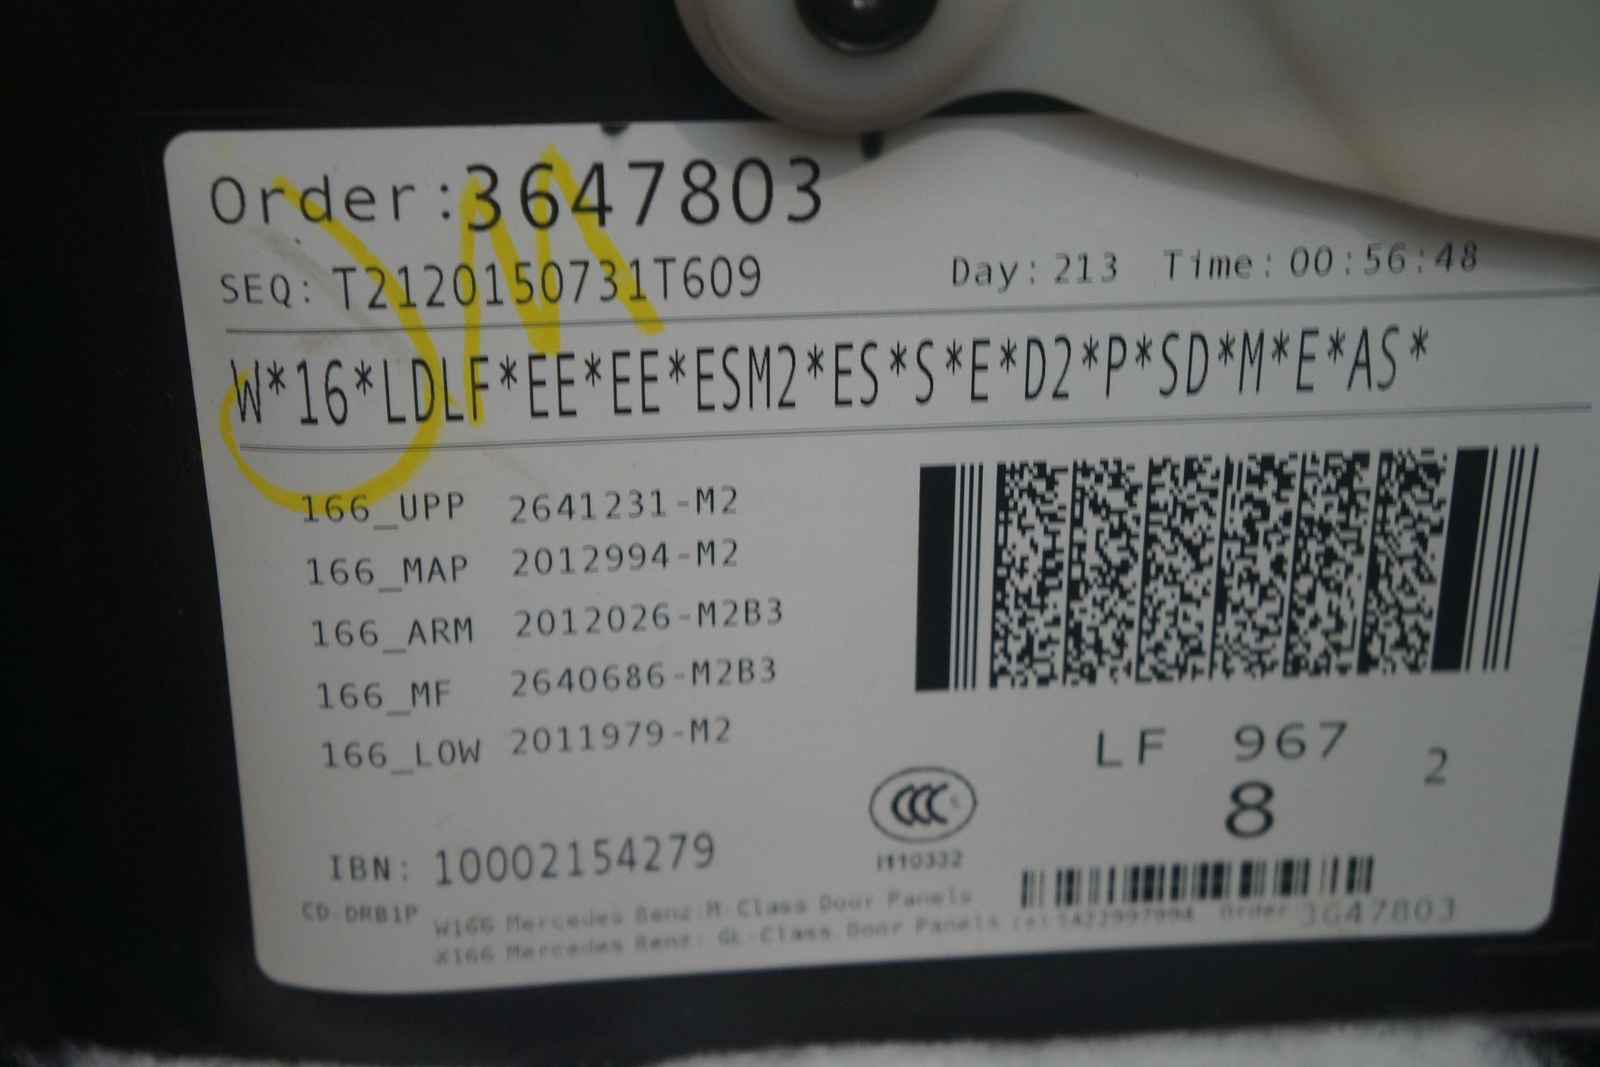 Order:3647803
SEQ: T2120150731T609 Day:213 Time:00:56:48
W*16*LDLF*EE*EE*ESM2*ES*S*E*D2*P*SD*M*E*AS*
166_UPP 2641231-M2
166_MAP 2012994-M2
166_ARM 2012026-M2B3
166_MF 2640686-M2B3
166_LOW 2011979-M2
LF 967 2
8
CCC
I110332
IBN: 10002154279
CD-DRB1P
W166 Mercedes Benz:M-Class Door Panels
X166 Mercedes Benz: GL-Class Door Panels (e) SA22997994 Order 3647803